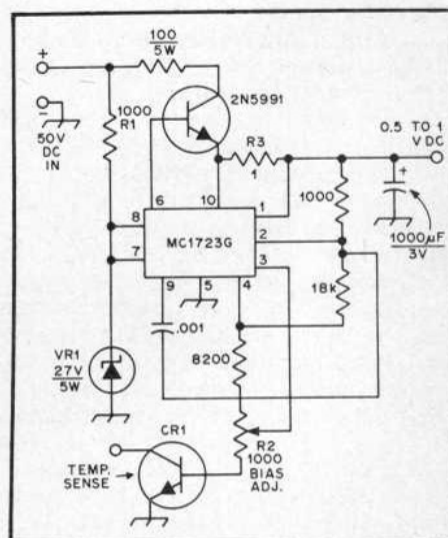 +
100
5W
2N5991
1000
R1
-
50V
DC
IN
R3
1
0.5 TO 1
V DC
+
1000
1000µF
3V
6
10
1
8
2
MC1723G
7
3
9
5
4
18k
.001
8200
VR1
27V
5W
CR1
R2
1000
BIAS
ADJ.
TEMP.
SENSE